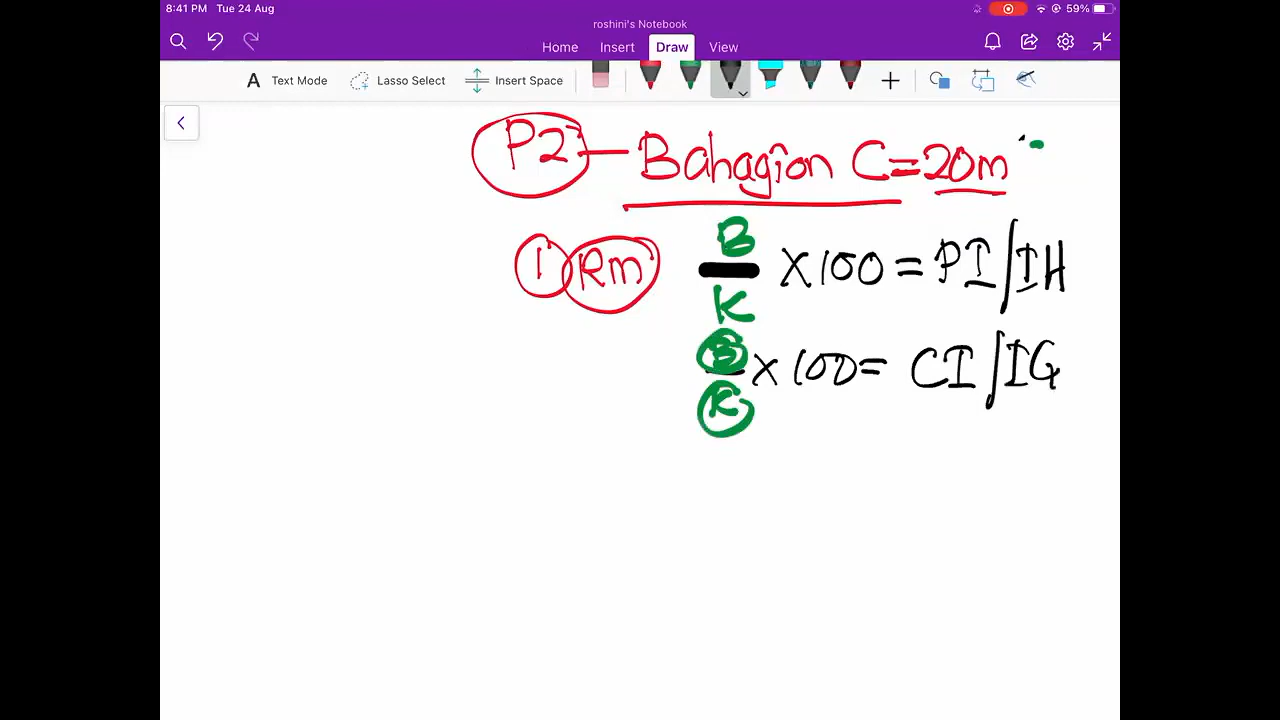 8:41 PM Tue 24 Aug 59%
roshini's Notebook
Home Insert Draw View
A Text Mode Lasso Select Insert Space
P2 — Bahagian C = 20m
1 Rm
B
K
X 100 = PI / IH
B
K
x 100 = CI / IG